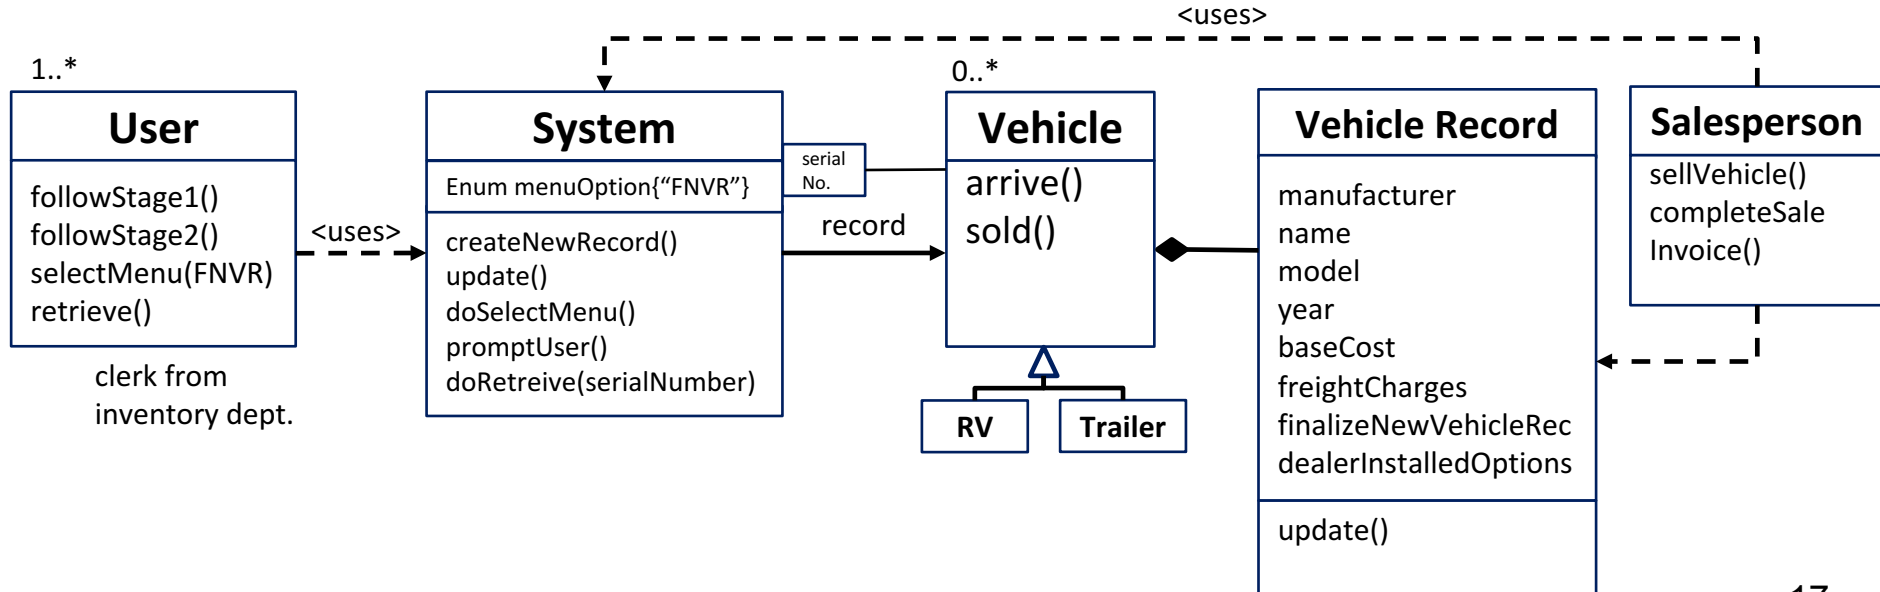 <uses>
1..*
0..*
User
followStage1()
followStage2()
selectMenu(FNVR)
retrieve()
clerk from
inventory dept.
<uses>
System
Enum menuOption{“FNVR”}
createNewRecord()
update()
doSelectMenu()
promptUser()
doRetreive(serialNumber)
serial
No.
record
Vehicle
arrive()
sold()
RV
Trailer
Vehicle Record
manufacturer
name
model
year
baseCost
freightCharges
finalizeNewVehicleRec
dealerInstalledOptions
update()
Salesperson
sellVehicle()
completeSale
Invoice()